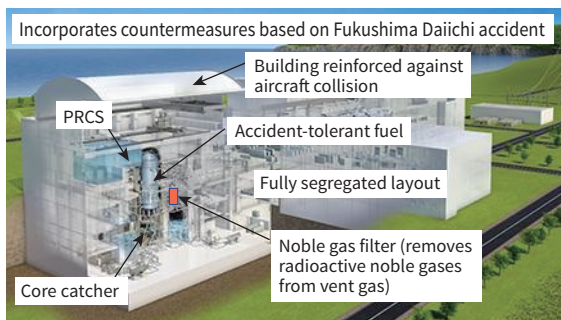 Incorporates countermeasures based on Fukushima Daiichi accident
Building reinforced against
aircraft collision
PRCS
Accident-tolerant fuel
Fully segregated layout
Noble gas filter (removes
radioactive noble gases
from vent gas)
Core catcher